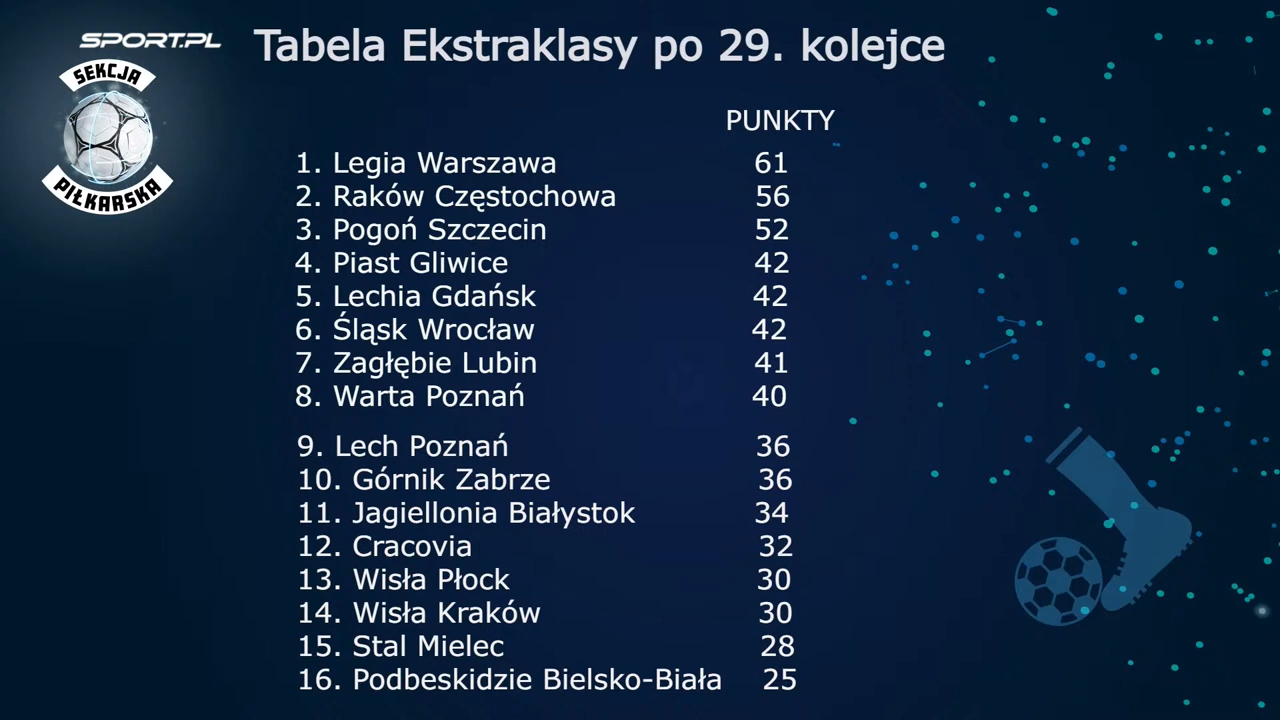 SPORT.PL
SEKCJA
PIŁKARSKA
Tabela Ekstraklasy po 29. kolejce
PUNKTY
1. Legia Warszawa 61
2. Raków Częstochowa 56
3. Pogoń Szczecin 52
4. Piast Gliwice 42
5. Lechia Gdańsk 42
6. Śląsk Wrocław 42
7. Zagłębie Lubin 41
8. Warta Poznań 40
9. Lech Poznań 36
10. Górnik Zabrze 36
11. Jagiellonia Białystok 34
12. Cracovia 32
13. Wisła Płock 30
14. Wisła Kraków 30
15. Stal Mielec 28
16. Podbeskidzie Bielsko-Biała 25